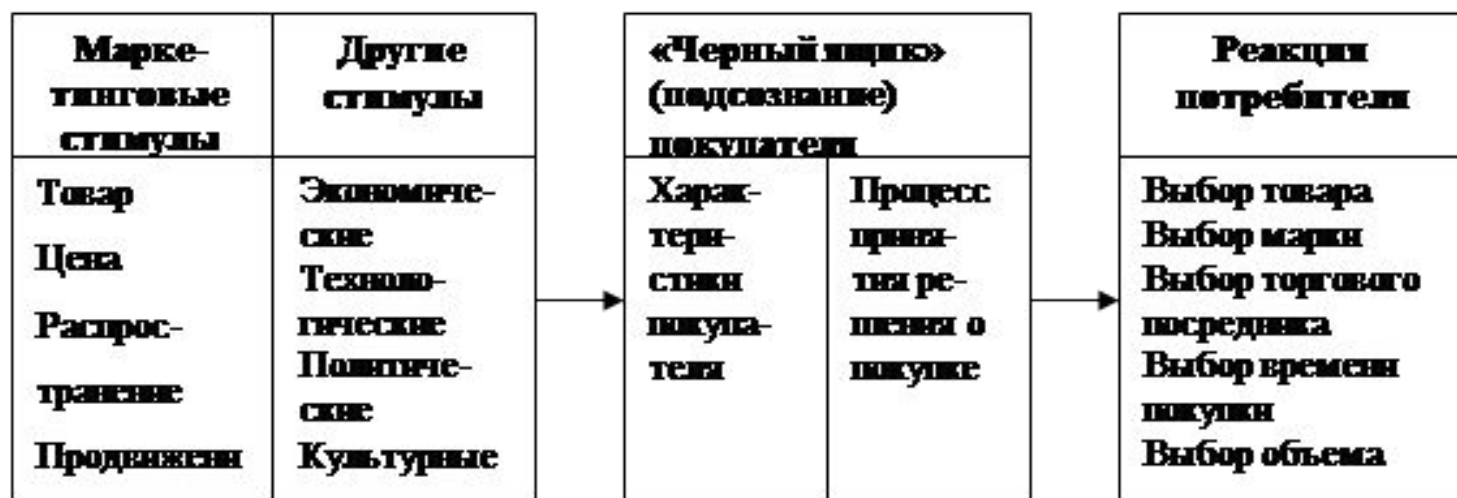 Марке-
тинговые
стимулы
Другие
стимулы
«Черный ящик»
(подсознание)
покупателя
Реакция
потребителя
Товар
Цена
Распрос-
транение
Продвижени
Экономиче-
ские
Техноло-
гические
Политиче-
ские
Культурные
Харак-
тери-
стики
покупа-
теля
Процесс
приня-
тия ре-
шения о
покупке
Выбор товара
Выбор марки
Выбор торгового
посредника
Выбор времени
покупки
Выбор объема